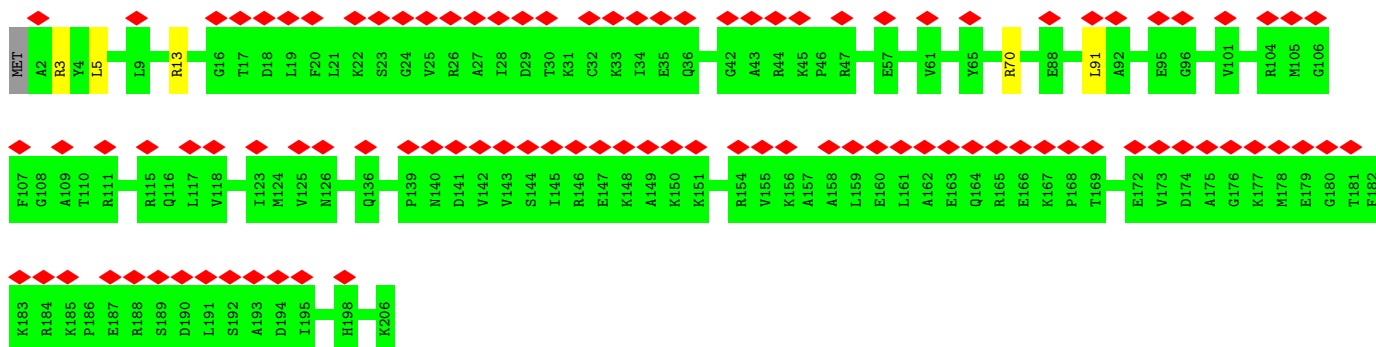 MET A2 R3 Y4 L5 L9 R13 G16 T17 D18 L19 F20 L21 K22 S23 G24 V25 R26 A27 I28 D29 T30 K31 C32 K33 I34 E35 Q36 G42 A43 R44 K45 P46 R47 E57 V61 Y65 R70 E88 L91 A92 E95 G96 V101 R104 M105 G106
F107 G108 A109 T110 R111 R115 Q116 L117 V118 I123 M124 V125 N126 Q136 P139 N140 D141 V142 V143 S144 I145 R146 E147 K148 A149 K150 K151 R154 V155 K156 A157 A158 L159 E160 L161 A162 E163 Q164 R165 E166 K167 P168 T169 E172 V173 D174 A175 G176 K177 M178 E179 G180 T181 F182
K183 R184 K185 P186 E187 R188 S189 D190 L191 S192 A193 D194 I195 H198 K206